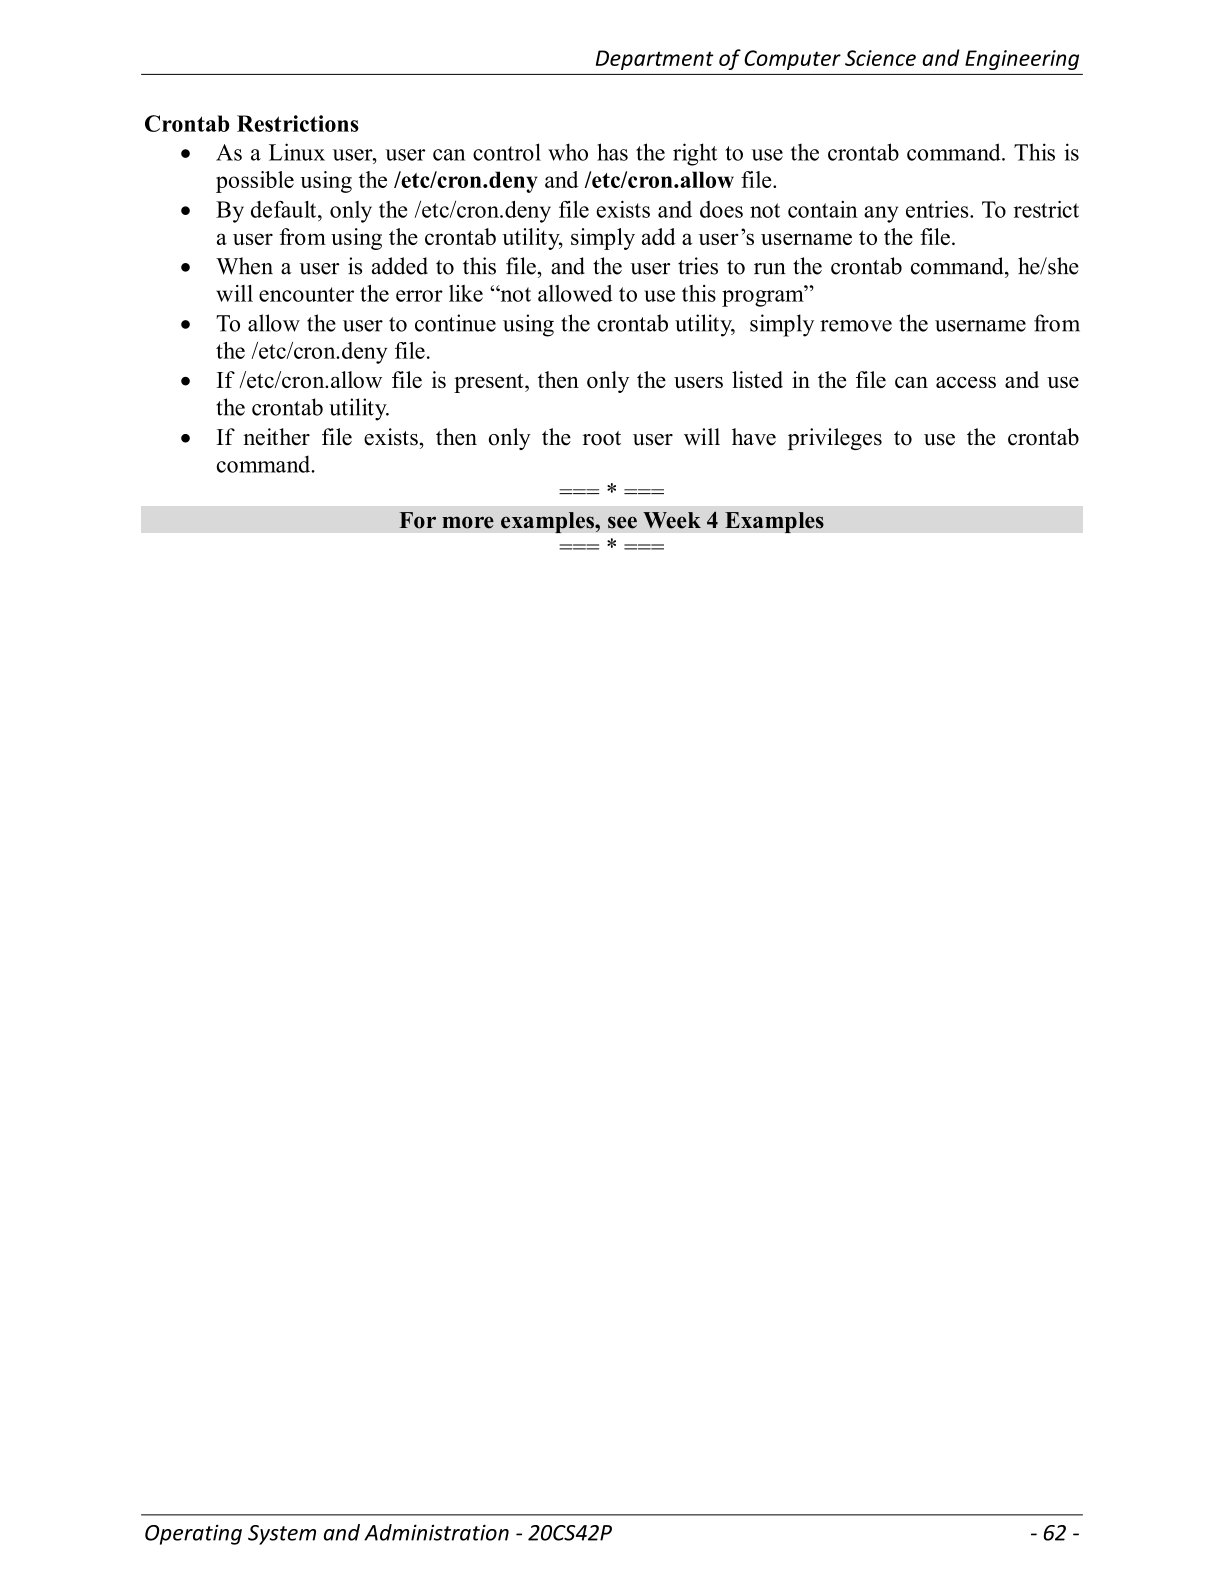 Department of Computer Science and Engineering
Crontab Restrictions
• As a Linux user, user can control who has the right to use the crontab command. This is
possible using the /etc/cron.deny and /etc/cron.allow file.
• By default, only the /etc/cron.deny file exists and does not contain any entries. To restrict
a user from using the crontab utility, simply add a user’s username to the file.
• When a user is added to this file, and the user tries to run the crontab command, he/she
will encounter the error like “not allowed to use this program”
• To allow the user to continue using the crontab utility,  simply remove the username from
the /etc/cron.deny file.
• If /etc/cron.allow file is present, then only the users listed in the file can access and use
the crontab utility.
• If neither file exists, then only the root user will have privileges to use the crontab
command.
=== * ===
For more examples, see Week 4 Examples
=== * ===
Operating System and Administration - 20CS42P - 62 -